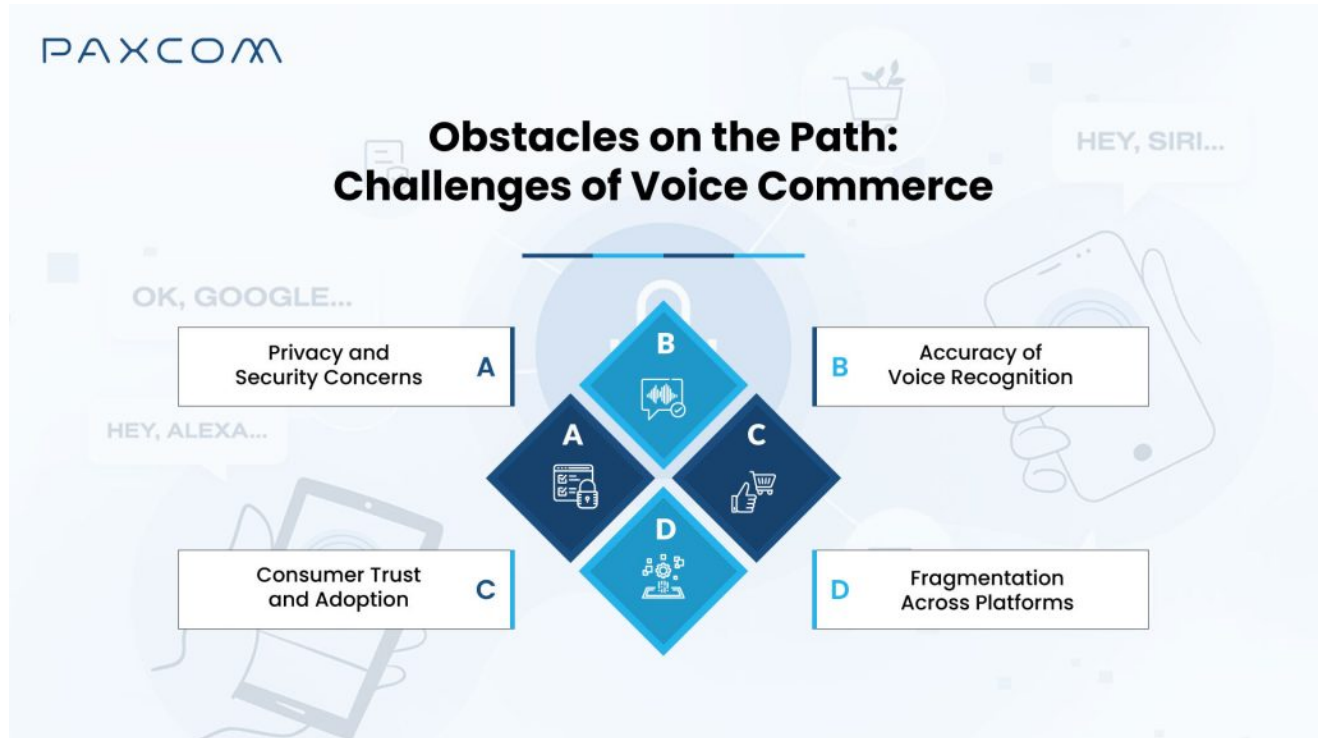 PAXCOM
Obstacles on the Path:
Challenges of Voice Commerce
HEY, SIRI...
OK, GOOGLE...
HEY, ALEXA...
Privacy and
Security Concerns
A
B
Accuracy of
Voice Recognition
B
A
C
D
Consumer Trust
and Adoption
C
D
Fragmentation
Across Platforms